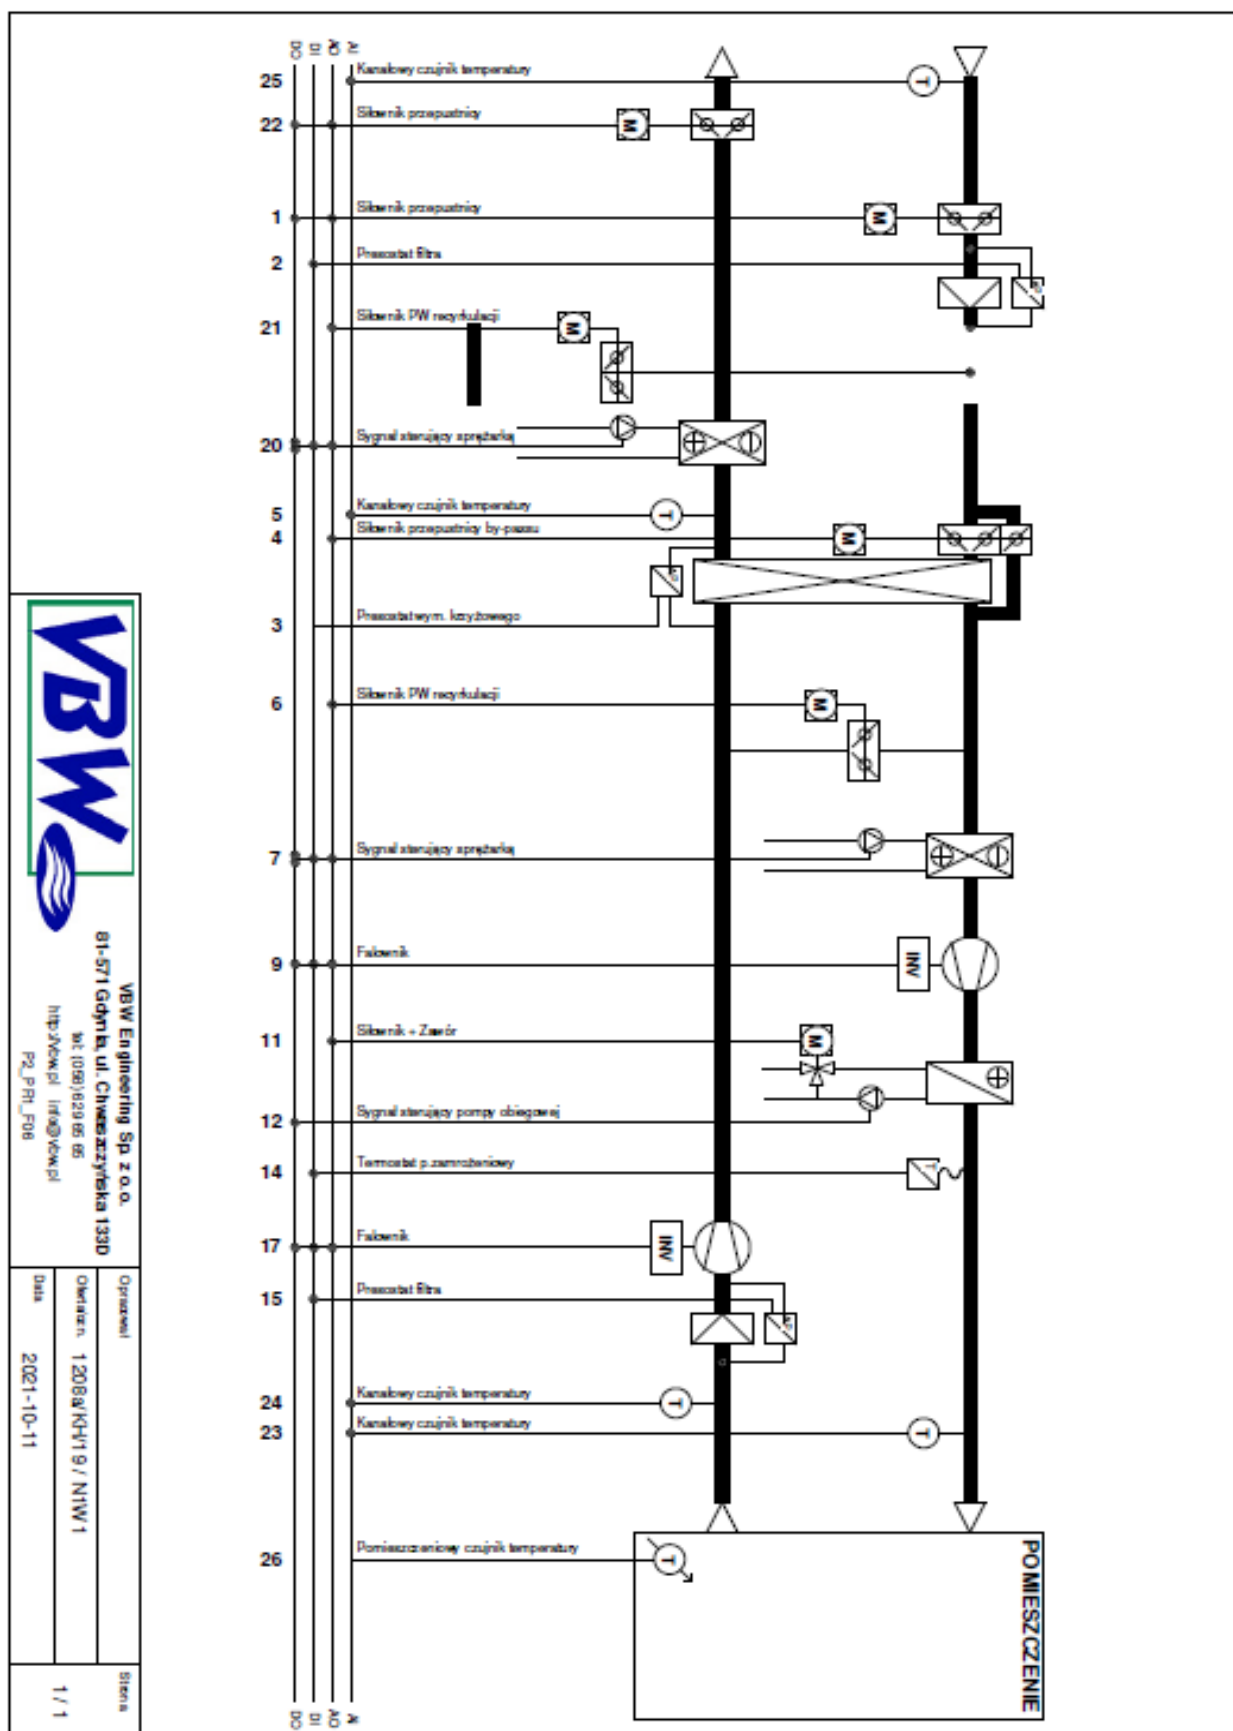 DO DI AO AI
25 Kanałowy czujnik temperatury T
22 Siłownik przepustnicy M
1 Siłownik przepustnicy M
2 Presostat filtra
21 Siłownik PW recyrkulacji M
20 Sygnał sterujący sprężarką
5 Kanałowy czujnik temperatury T
4 Siłownik przepustnicy by-passu M
3 Presostat wym. krzyżowego
6 Siłownik PW recyrkulacji M
7 Sygnał sterujący sprężarką
9 Falownik INV
11 Siłownik + Zawór M
12 Sygnał sterujący pompy obiegowej
14 Termostat p.zamrożeniowy T
17 Falownik INV
15 Presostat filtra
24 Kanałowy czujnik temperatury T
23 Kanałowy czujnik temperatury T
26 Pomieszczeniowy czujnik temperatury T
POMIESZCZENIE
DO DI AO AI
VBW
VBW Engineering Sp. z o.o.
81-571 Gdynia, ul. Chwaszczyńska 133D
tel: (058) 629 65 65
http://vbw.pl info@vbw.pl
P2_PR1_F06
Opracował
Oferta nr. 1208a/KH/19 / N1W1
Data 2021-10-11
Strona
1 / 1